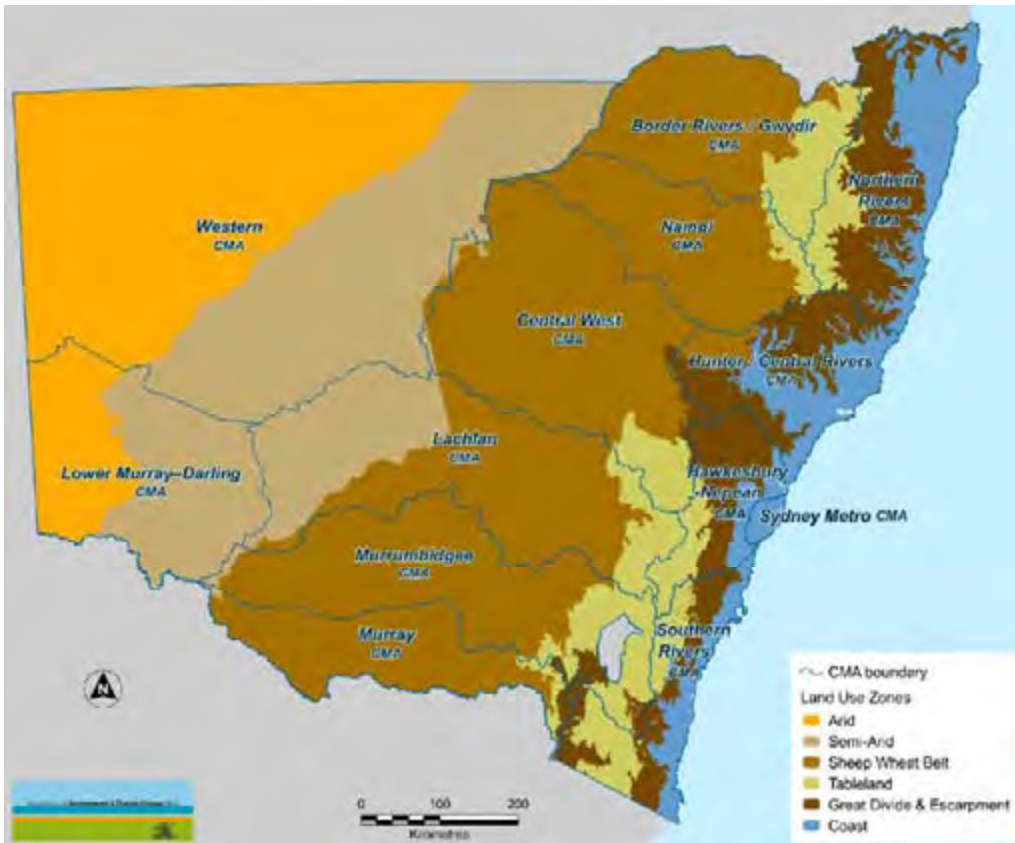 Border Rivers / Gwydir
CMA
Northern
Rivers
CMA
Western
CMA
Namoi
CMA
Central West
CMA
Hunter / Central Rivers
CMA
Lachlan
CMA
Lower Murray–Darling
CMA
Hawkesbury
-Nepean
CMA
Sydney Metro CMA
Murrumbidgee
CMA
Murray
CMA
Southern
Rivers
CMA
N
0 100 200
Kilometres
CMA boundary
Land Use Zones
Arid
Semi-Arid
Sheep Wheat Belt
Tableland
Great Divide & Escarpment
Coast